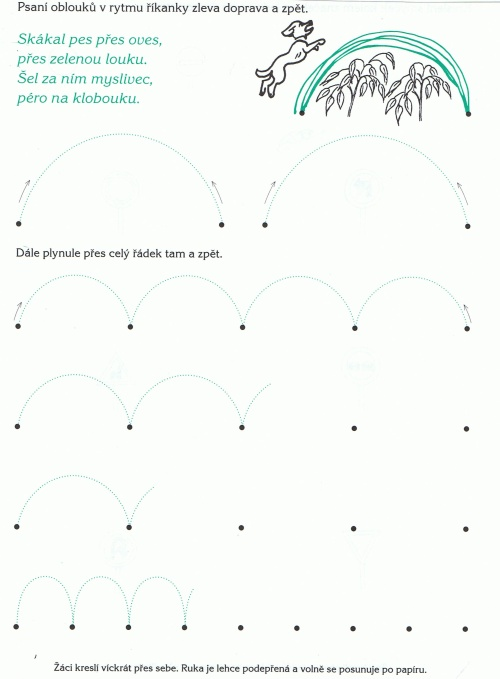 Psaní oblouků v rytmu říkanky zleva doprava a zpět.
Skákal pes přes oves,
přes zelenou louku.
Šel za ním myslivec,
péro na klobouku.
Dále plynule přes celý řádek tam a zpět.
Žáci kreslí víckrát přes sebe. Ruka je lehce podepřená a volně se posunuje po papíru.